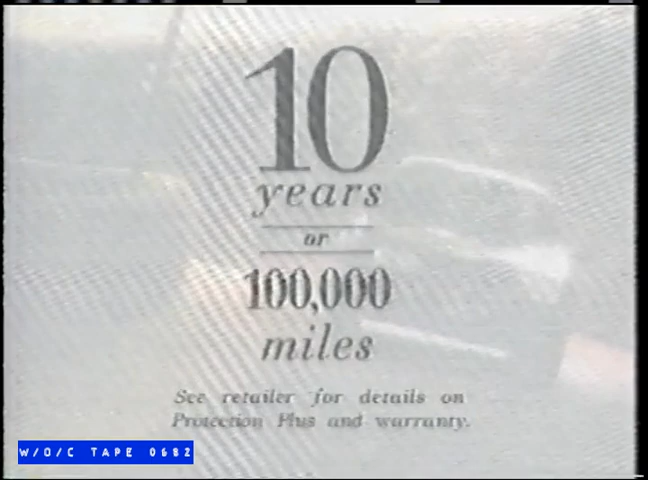 10
years
or
100,000
miles
See retailer for details on
Protection Plus and warranty.
W/O/C TAPE 0682